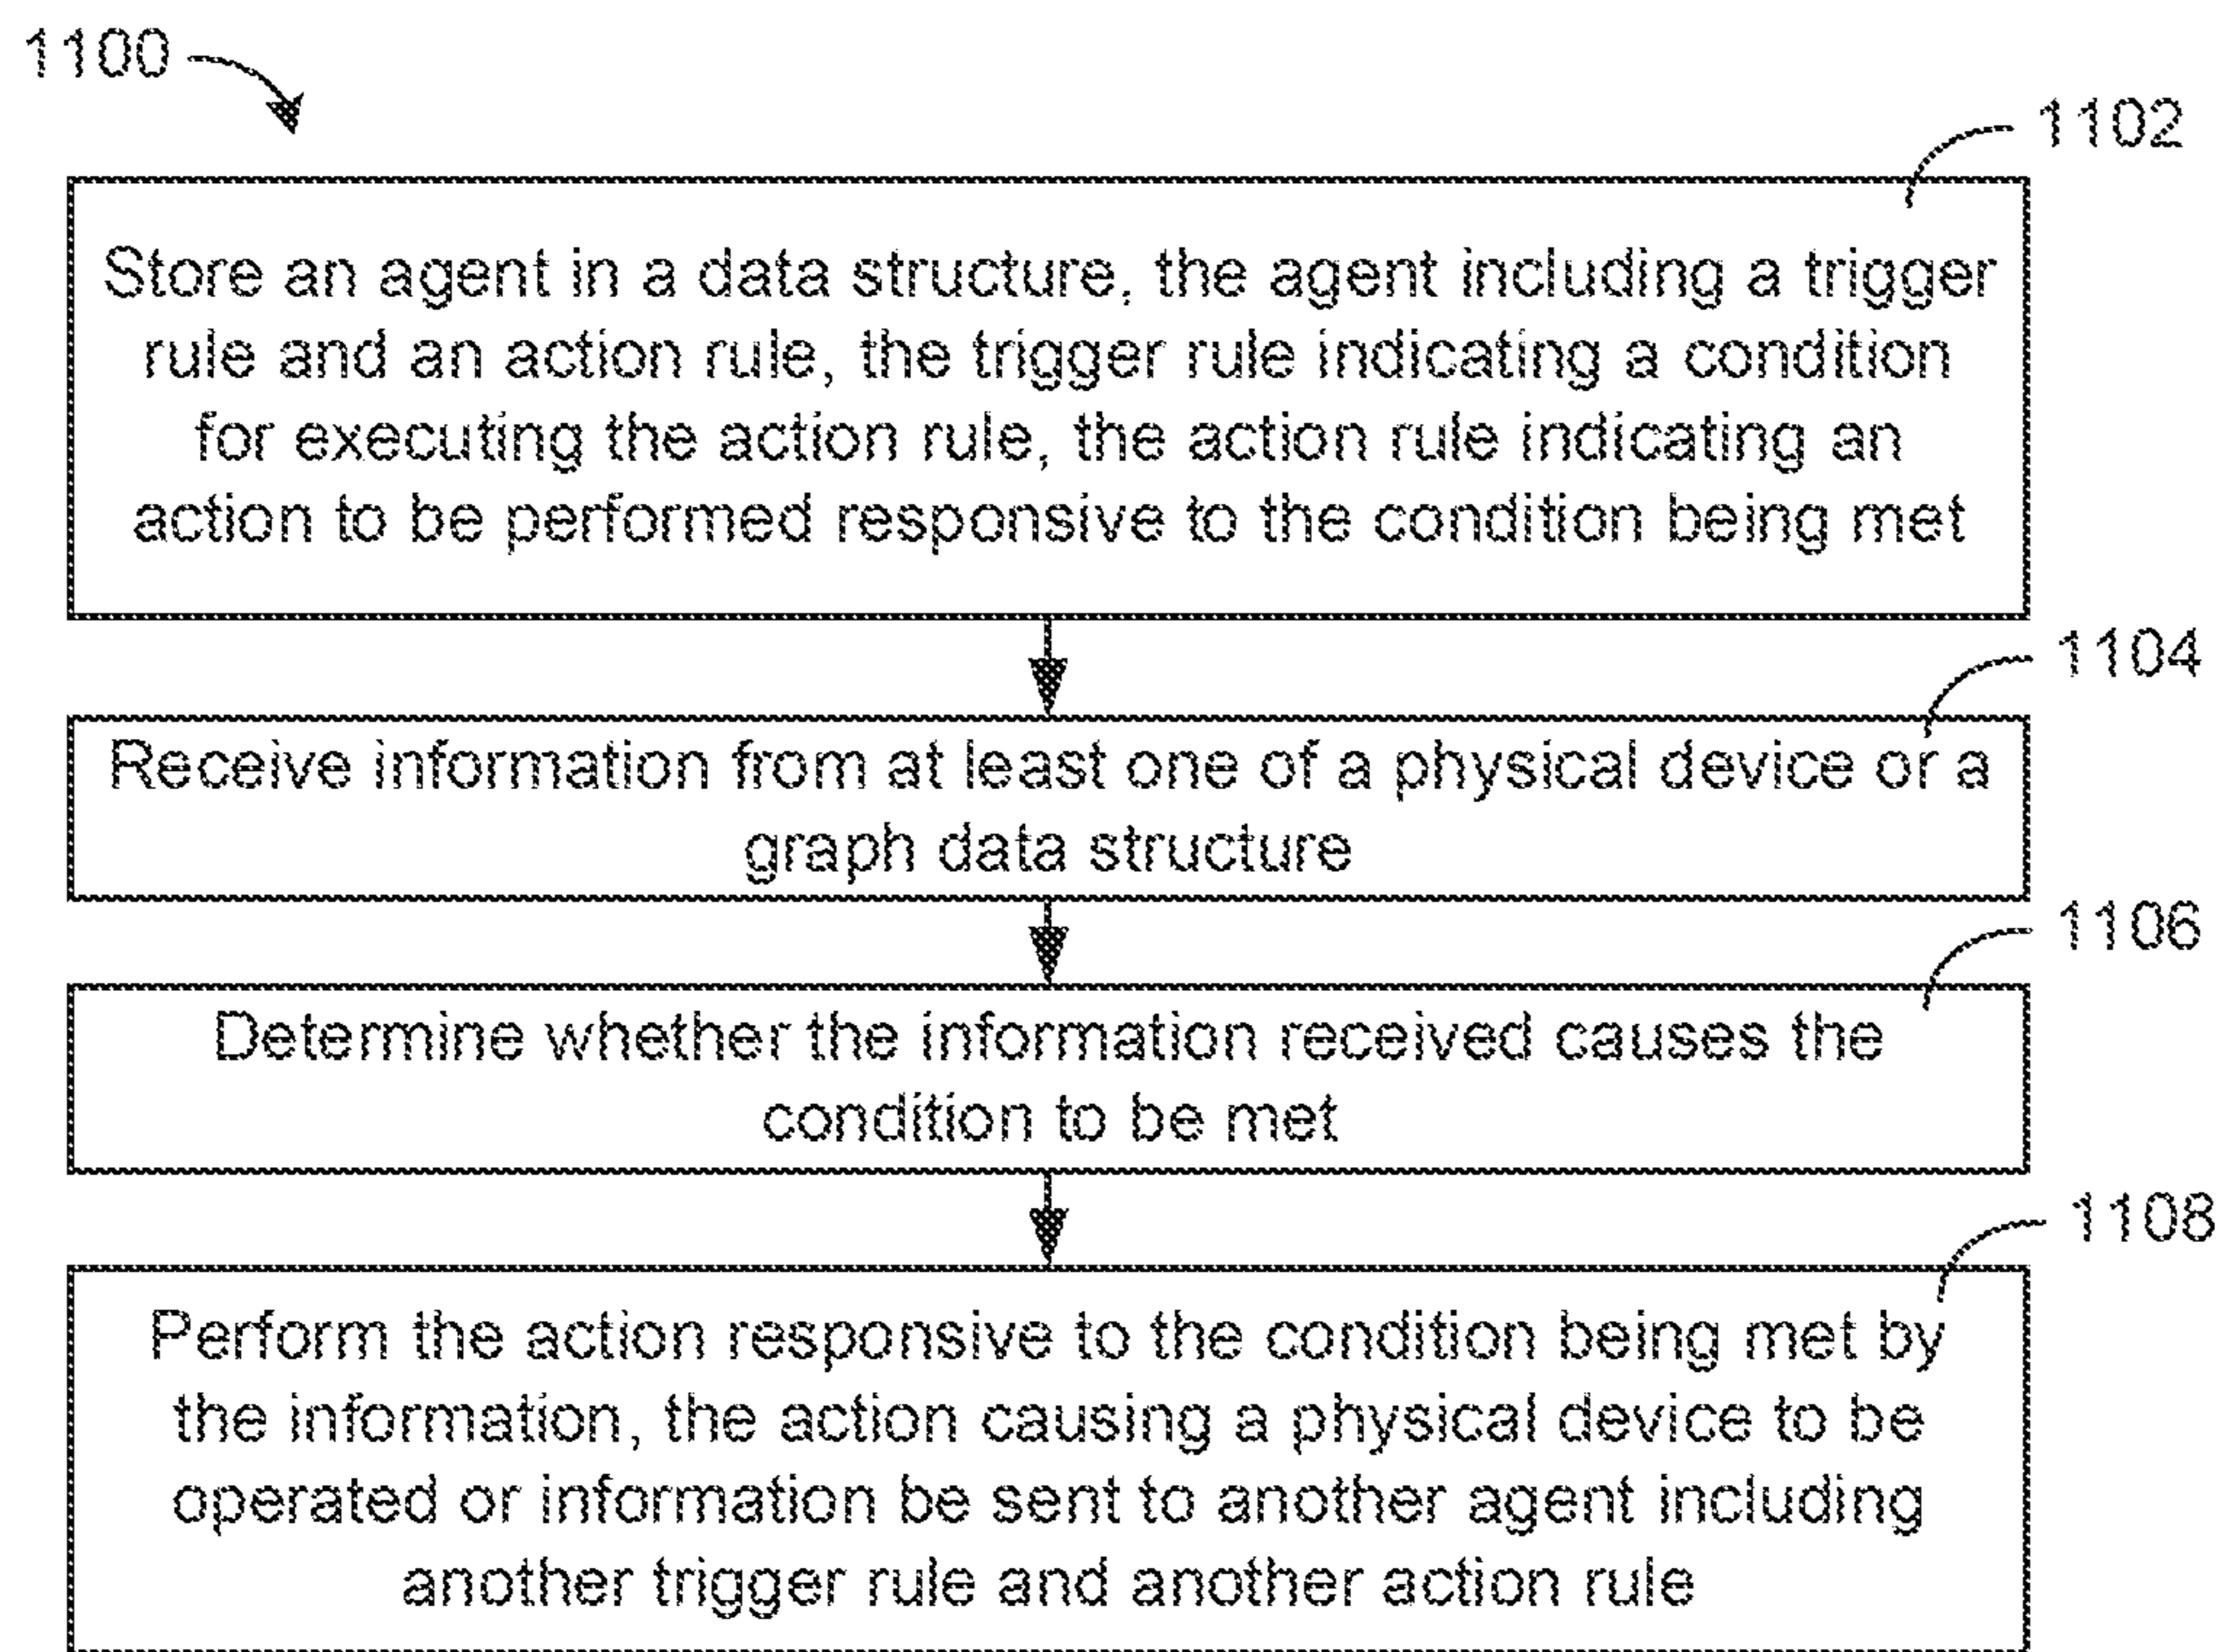 1100
1102
Store an agent in a data structure, the agent including a trigger
rule and an action rule, the trigger rule indicating a condition
for executing the action rule, the action rule indicating an
action to be performed responsive to the condition being met
1104
Receive information from at least one of a physical device or a
graph data structure
1106
Determine whether the information received causes the
condition to be met
1108
Perform the action responsive to the condition being met by
the information, the action causing a physical device to be
operated or information be sent to another agent including
another trigger rule and another action rule